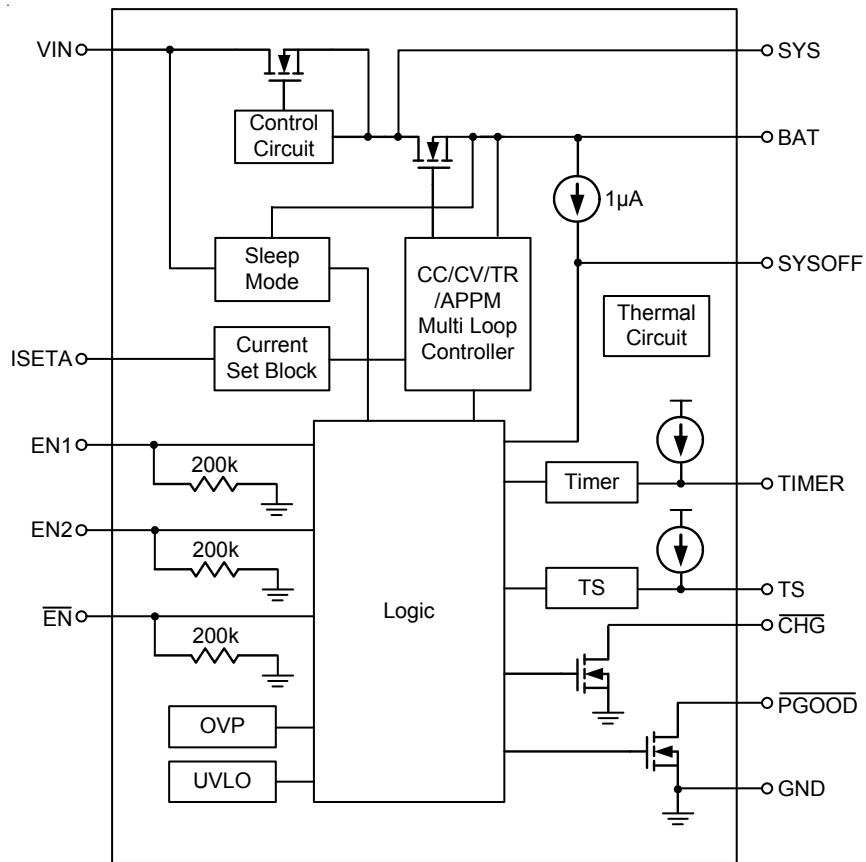 VIN
SYS
Control
Circuit
BAT
1µA
Sleep
Mode
CC/CV/TR
/APPM
Multi Loop
Controller
SYSOFF
Thermal
Circuit
ISETA
Current
Set Block
EN1
200k
Timer
TIMER
EN2
200k
TS
TS
Logic
EN
200k
CHG
OVP
PGOOD
UVLO
GND